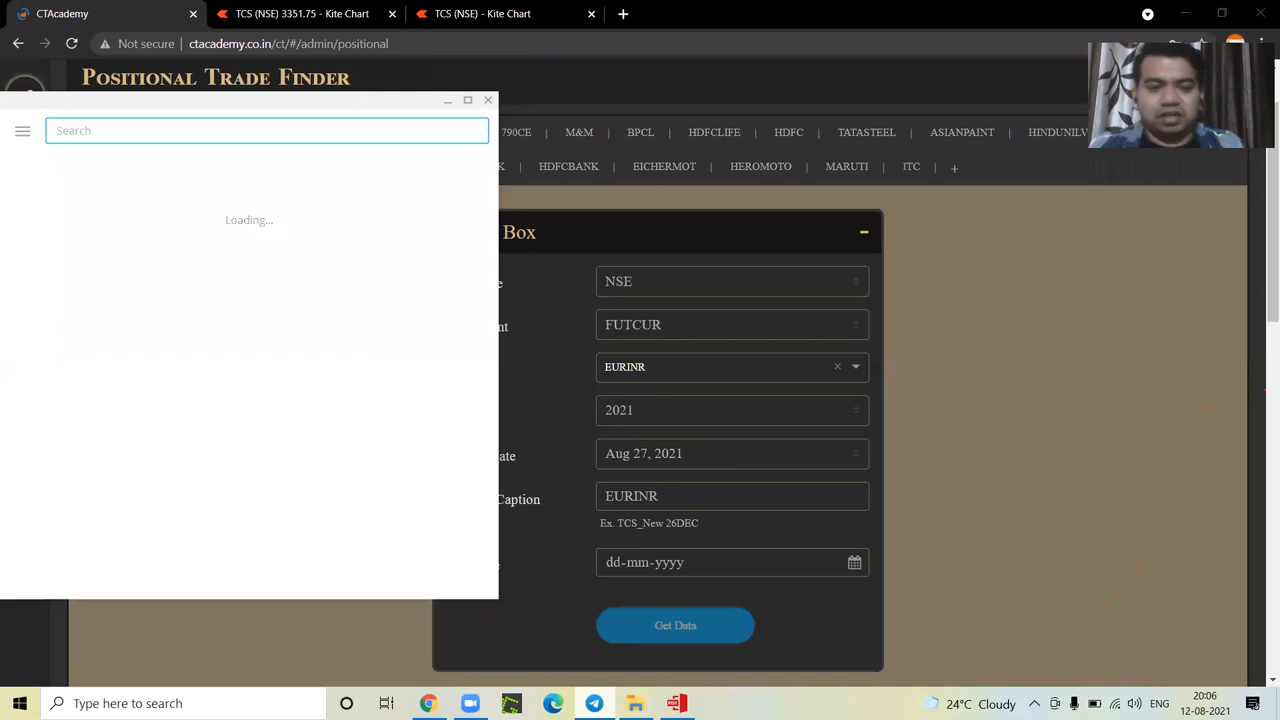 CTAcademy
TCS (NSE) 3351.75 - Kite Chart
TCS (NSE) - Kite Chart
Not secure
ctacademy.co.in/ct/#/admin/positional
POSITIONAL TRADE FINDER
Search
790CE | M&M | BPCL | HDFCLIFE | HDFC | TATASTEEL | ASIANPAINT | HINDUNILV
K | HDFCBANK | EICHERMOT | HEROMOTO | MARUTI | ITC | +
Loading...
Box
e NSE
nt FUTCUR
EURINR
2021
ate Aug 27, 2021
Caption EURINR
Ex. TCS_New 26DEC
e dd-mm-yyyy
Get Data
Type here to search
24°C Cloudy
ENG
20:06
12-08-2021